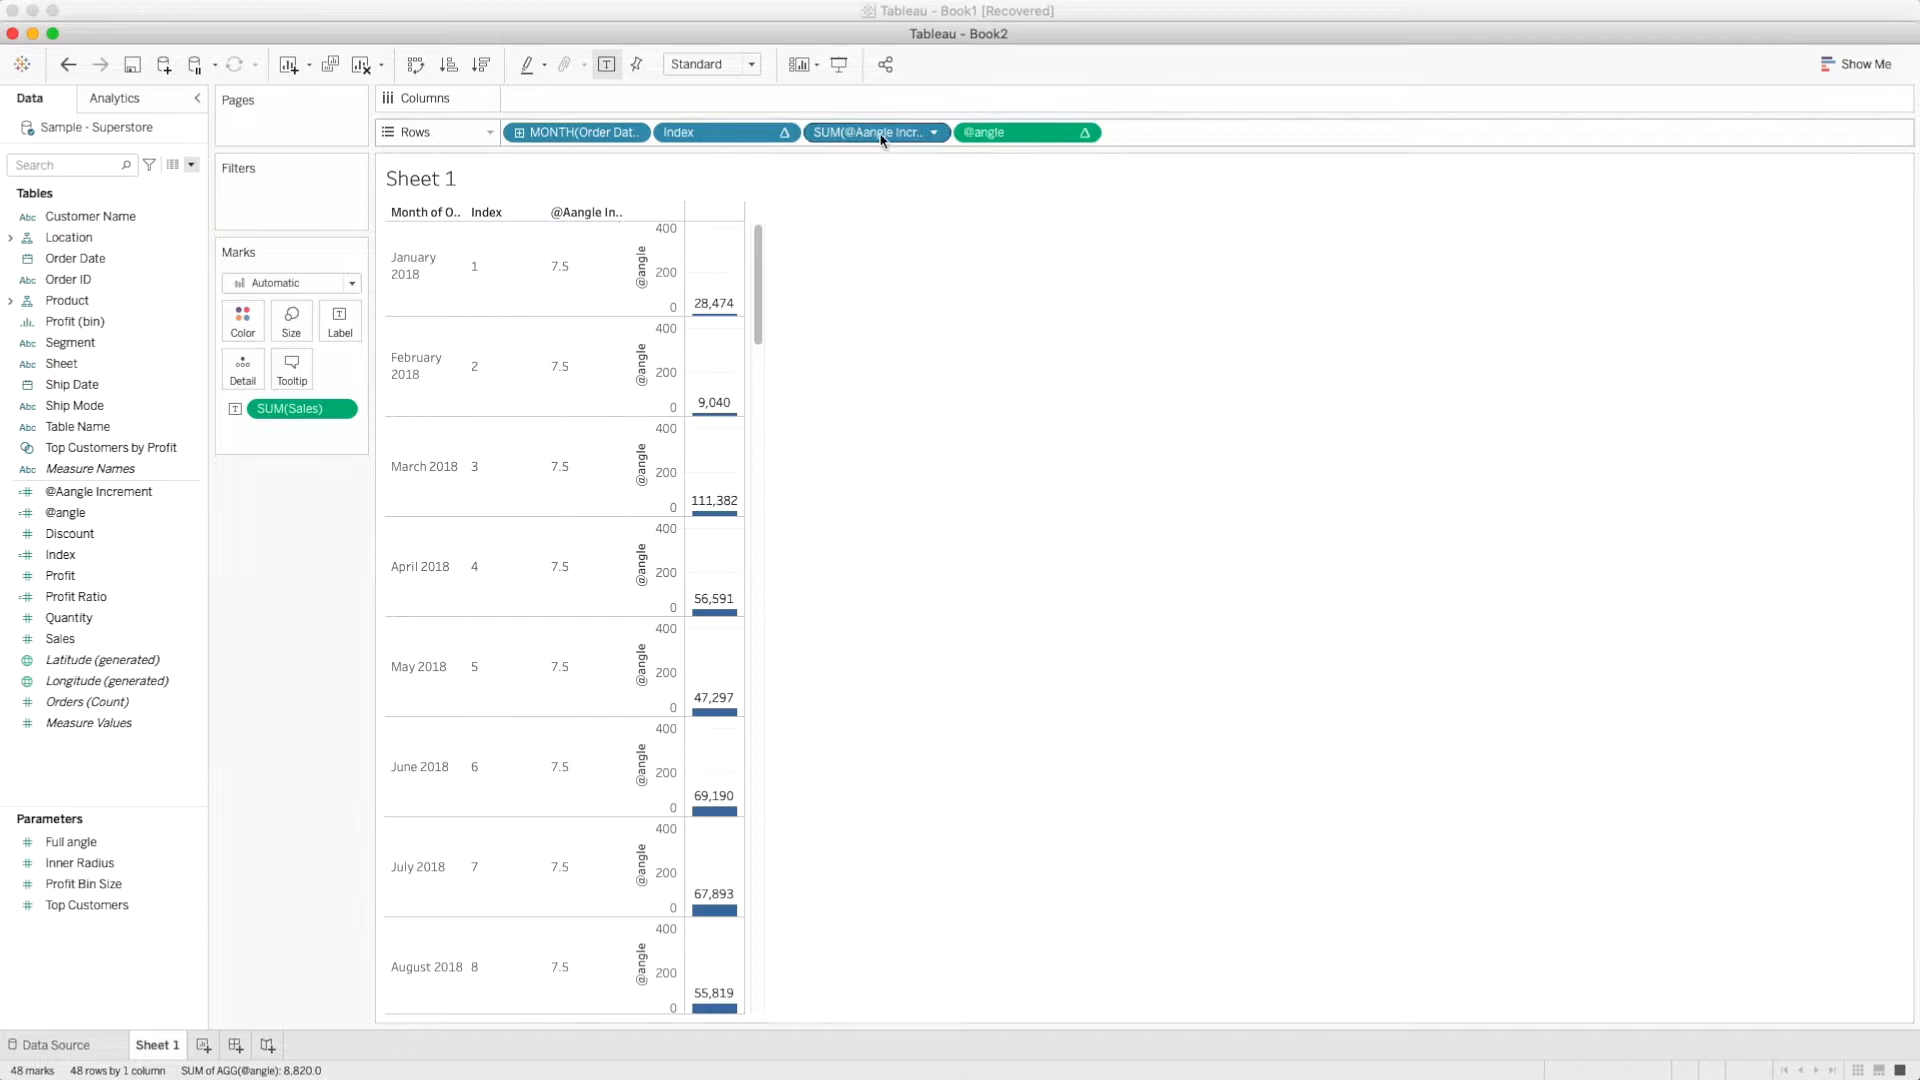 Tableau - Book1 [Recovered]
Tableau - Book2
Standard
Show Me
Data
Analytics
Sample - Superstore
Search
Tables
Abc Customer Name
Location
Order Date
Abc Order ID
Product
Profit (bin)
Abc Segment
Abc Sheet
Ship Date
Abc Ship Mode
Abc Table Name
Top Customers by Profit
Abc Measure Names
@Aangle Increment
@angle
Discount
Index
Profit
Profit Ratio
Quantity
Sales
Latitude (generated)
Longitude (generated)
Orders (Count)
Measure Values
Parameters
Full angle
Inner Radius
Profit Bin Size
Top Customers
Pages
Filters
Marks
Automatic
Color
Size
Label
Detail
Tooltip
SUM(Sales)
Columns
Rows
MONTH(Order Dat..
Index
SUM(@Aangle Incr..
@angle
Sheet 1
Month of O.. Index @Aangle In..
January 2018 1 7.5 @angle 400 200 0 28,474
February 2018 2 7.5 @angle 400 200 0 9,040
March 2018 3 7.5 @angle 400 200 0 111,382
April 2018 4 7.5 @angle 400 200 0 56,591
May 2018 5 7.5 @angle 400 200 0 47,297
June 2018 6 7.5 @angle 400 200 0 69,190
July 2018 7 7.5 @angle 400 200 0 67,893
August 2018 8 7.5 @angle 400 200 0 55,819
Data Source
Sheet 1
48 marks 48 rows by 1 column SUM of AGG(@angle): 8,820.0